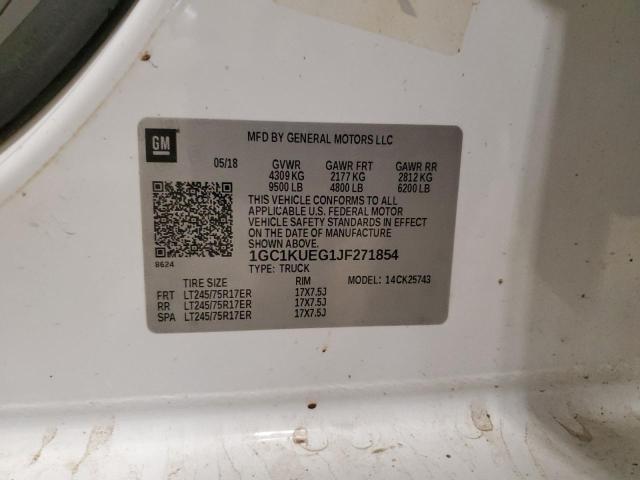 GM
MFD BY GENERAL MOTORS LLC
05/18 GVWR GAWR FRT GAWR RR
4309 KG 2177 KG 2812 KG
9500 LB 4800 LB 6200 LB
THIS VEHICLE CONFORMS TO ALL
APPLICABLE U.S. FEDERAL MOTOR
VEHICLE SAFETY STANDARDS IN EFFECT
ON THE DATE OF MANUFACTURE
SHOWN ABOVE.
1GC1KUEG1JF271854
8624
TYPE: TRUCK
MODEL: 14CK25743
TIRE SIZE RIM
FRT LT245/75R17ER 17X7.5J
RR LT245/75R17ER 17X7.5J
SPA LT245/75R17ER 17X7.5J